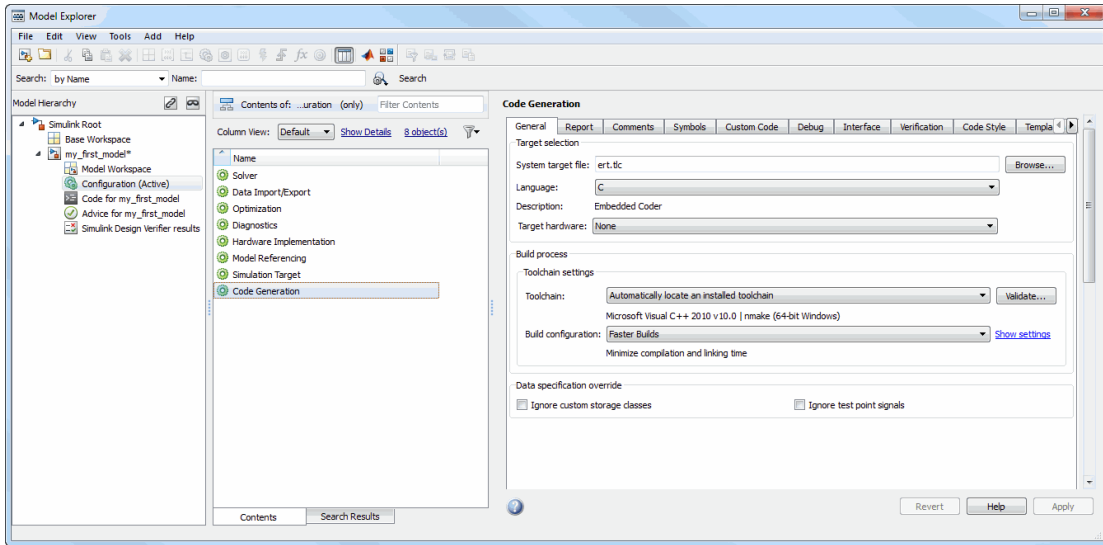 Model Explorer
File Edit View Tools Add Help
Search: by Name Name: Search
Model Hierarchy
Simulink Root
Base Workspace
my_first_model*
Model Workspace
Configuration (Active)
Code for my_first_model
Advice for my_first_model
Simulink Design Verifier results
Contents of: ...uration (only) Filter Contents
Column View: Default Show Details 8 object(s)
Name
Solver
Data Import/Export
Optimization
Diagnostics
Hardware Implementation
Model Referencing
Simulation Target
Code Generation
Contents Search Results
Code Generation
General Report Comments Symbols Custom Code Debug Interface Verification Code Style Templa
Target selection
System target file: ert.tlc Browse...
Language: C
Description: Embedded Coder
Target hardware: None
Build process
Toolchain settings
Toolchain: Automatically locate an installed toolchain Validate...
Microsoft Visual C++ 2010 v10.0 | nmake (64-bit Windows)
Build configuration: Faster Builds Show settings
Minimize compilation and linking time
Data specification override
Ignore custom storage classes Ignore test point signals
Revert Help Apply